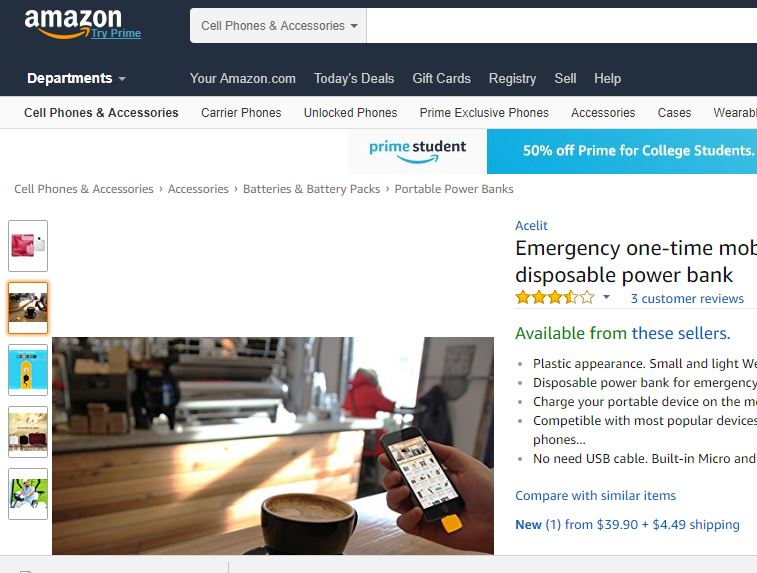 amazon
Try Prime
Cell Phones & Accessories
Departments
Your Amazon.com Today's Deals Gift Cards Registry Sell Help
Cell Phones & Accessories Carrier Phones Unlocked Phones Prime Exclusive Phones Accessories Cases Wearabl
prime student
50% off Prime for College Students.
Cell Phones & Accessories › Accessories › Batteries & Battery Packs › Portable Power Banks
Acelit
Emergency one-time mob
disposable power bank
3 customer reviews
Available from these sellers.
Plastic appearance. Small and light We
Disposable power bank for emergency
Charge your portable device on the mo
Compatible with most popular devices
phones...
No need USB cable. Built-in Micro and
Compare with similar items
New (1) from $39.90 + $4.49 shipping